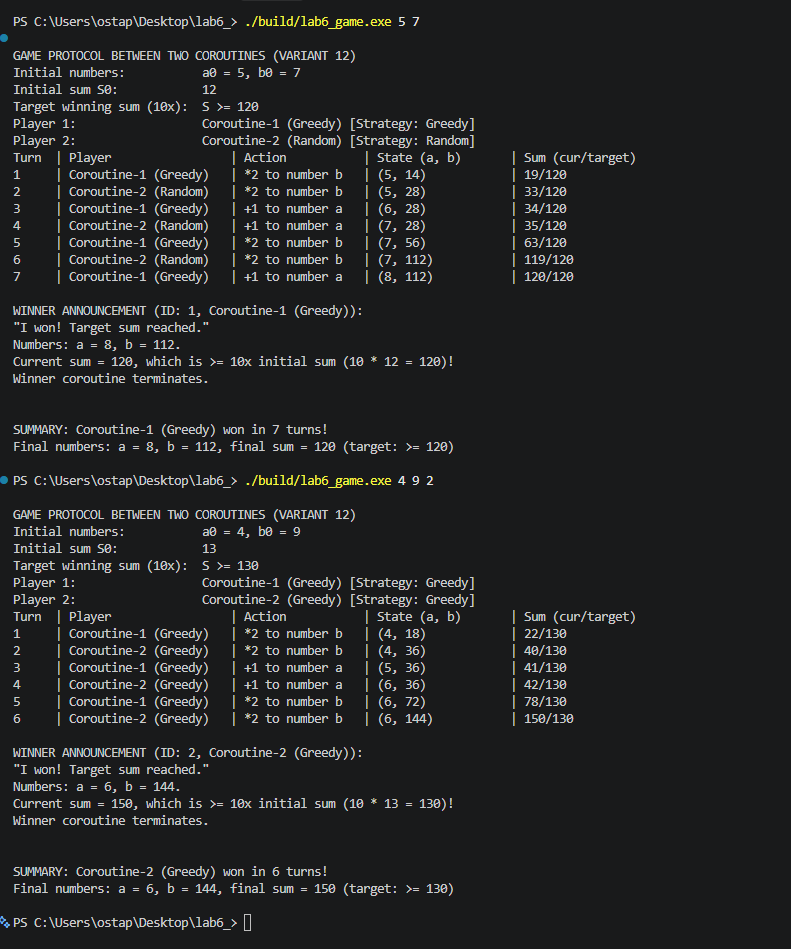 PS C:\Users\ostap\Desktop\lab6_> ./build/lab6_game.exe 5 7
GAME PROTOCOL BETWEEN TWO COROUTINES (VARIANT 12)
Initial numbers:           a0 = 5, b0 = 7
Initial sum S0:            12
Target winning sum (10x):  S >= 120
Player 1:                  Coroutine-1 (Greedy) [Strategy: Greedy]
Player 2:                  Coroutine-2 (Random) [Strategy: Random]
Turn  | Player                 | Action            | State (a, b)       | Sum (cur/target)
1     | Coroutine-1 (Greedy)   | *2 to number b    | (5, 14)            | 19/120
2     | Coroutine-2 (Random)   | *2 to number b    | (5, 28)            | 33/120
3     | Coroutine-1 (Greedy)   | +1 to number a    | (6, 28)            | 34/120
4     | Coroutine-2 (Random)   | +1 to number a    | (7, 28)            | 35/120
5     | Coroutine-1 (Greedy)   | *2 to number b    | (7, 56)            | 63/120
6     | Coroutine-2 (Random)   | *2 to number b    | (7, 112)           | 119/120
7     | Coroutine-1 (Greedy)   | +1 to number a    | (8, 112)           | 120/120
WINNER ANNOUNCEMENT (ID: 1, Coroutine-1 (Greedy)):
"I won! Target sum reached."
Numbers: a = 8, b = 112.
Current sum = 120, which is >= 10x initial sum (10 * 12 = 120)!
Winner coroutine terminates.
SUMMARY: Coroutine-1 (Greedy) won in 7 turns!
Final numbers: a = 8, b = 112, final sum = 120 (target: >= 120)
PS C:\Users\ostap\Desktop\lab6_> ./build/lab6_game.exe 4 9 2
GAME PROTOCOL BETWEEN TWO COROUTINES (VARIANT 12)
Initial numbers:           a0 = 4, b0 = 9
Initial sum S0:            13
Target winning sum (10x):  S >= 130
Player 1:                  Coroutine-1 (Greedy) [Strategy: Greedy]
Player 2:                  Coroutine-2 (Greedy) [Strategy: Greedy]
Turn  | Player                 | Action            | State (a, b)       | Sum (cur/target)
1     | Coroutine-1 (Greedy)   | *2 to number b    | (4, 18)            | 22/130
2     | Coroutine-2 (Greedy)   | *2 to number b    | (4, 36)            | 40/130
3     | Coroutine-1 (Greedy)   | +1 to number a    | (5, 36)            | 41/130
4     | Coroutine-2 (Greedy)   | +1 to number a    | (6, 36)            | 42/130
5     | Coroutine-1 (Greedy)   | *2 to number b    | (6, 72)            | 78/130
6     | Coroutine-2 (Greedy)   | *2 to number b    | (6, 144)           | 150/130
WINNER ANNOUNCEMENT (ID: 2, Coroutine-2 (Greedy)):
"I won! Target sum reached."
Numbers: a = 6, b = 144.
Current sum = 150, which is >= 10x initial sum (10 * 13 = 130)!
Winner coroutine terminates.
SUMMARY: Coroutine-2 (Greedy) won in 6 turns!
Final numbers: a = 6, b = 144, final sum = 150 (target: >= 130)
PS C:\Users\ostap\Desktop\lab6_>